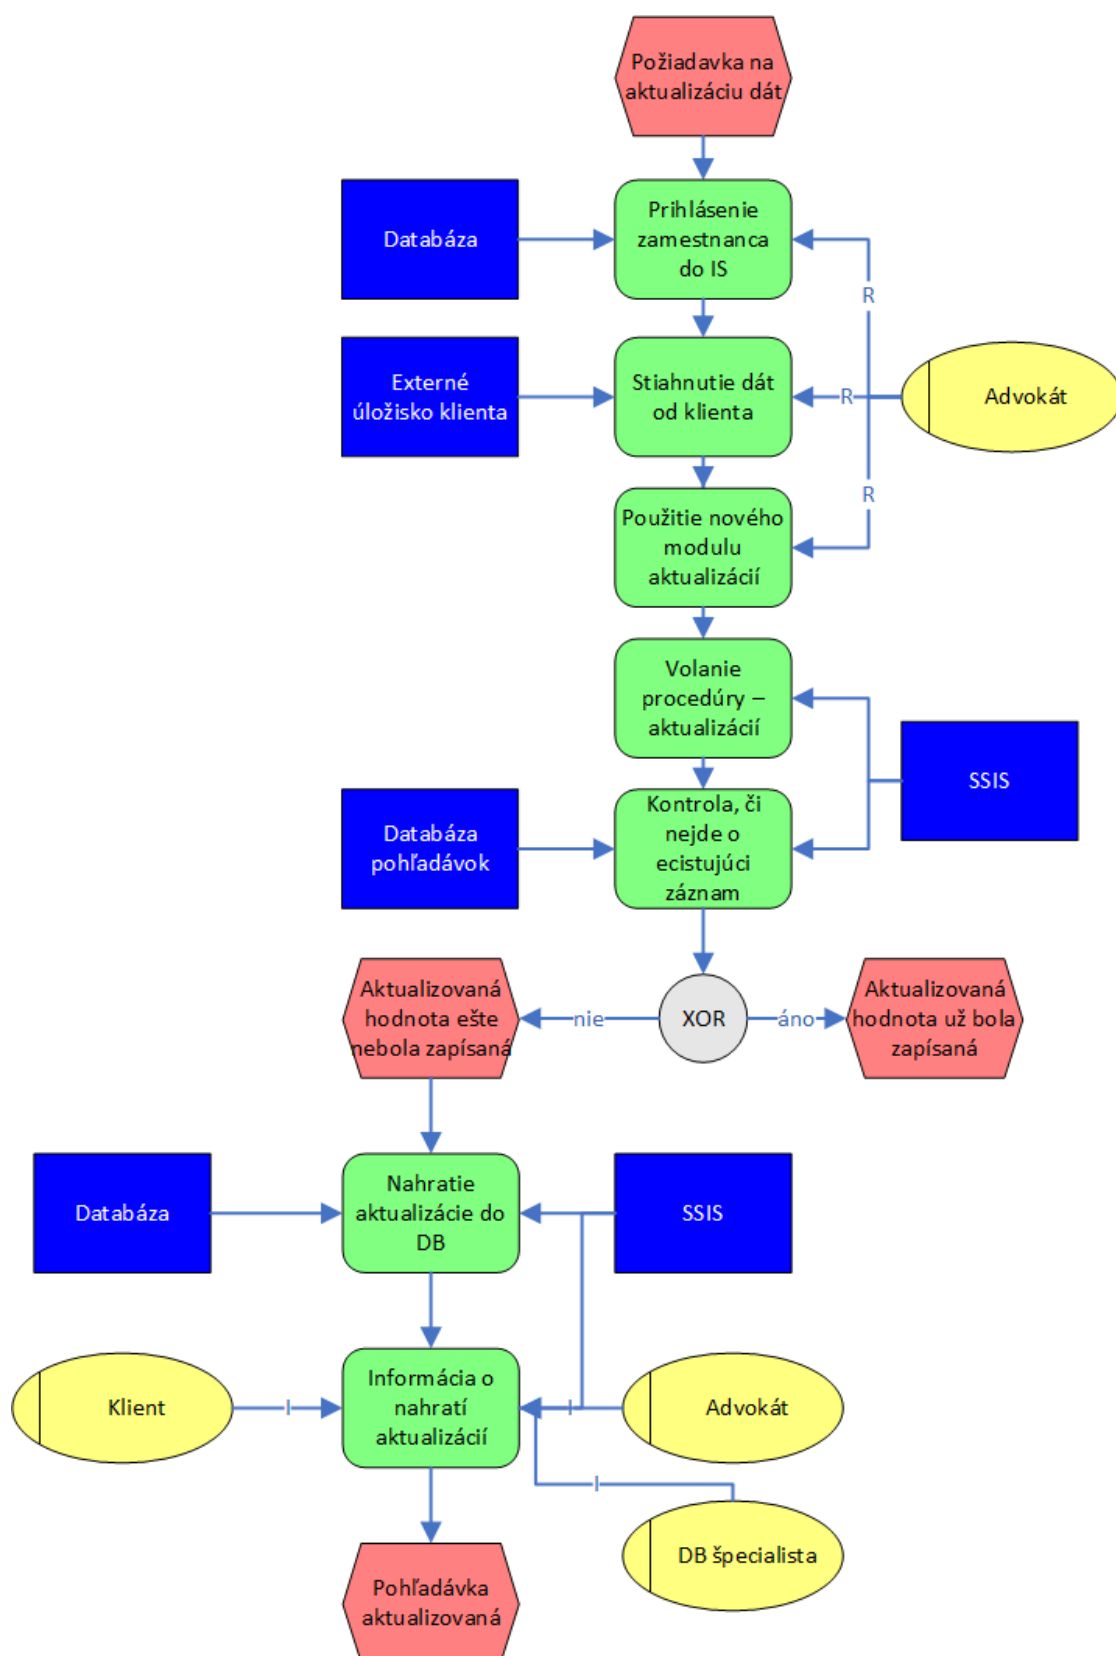 Požiadavka na
aktualizáciu dát
Databáza
Prihlásenie
zamestnanca
do IS
R
Externé
úložisko klienta
Stiahnutie dát
od klienta
R
Advokát
R
Použitie nového
modulu
aktualizácií
Volanie
procedúry –
aktualizácií
SSIS
Databáza
pohľadávok
Kontrola, či
nejde o
ecistujúci
záznam
Aktualizovaná
hodnota ešte
nebola zapísaná
nie
XOR
áno
Aktualizovaná
hodnota už bola
zapísaná
Databáza
Nahratie
aktualizácie do
DB
SSIS
Klient
I
Informácia o
nahratí
aktualizácií
I
Advokát
I
DB špecialista
Pohľadávka
aktualizovaná